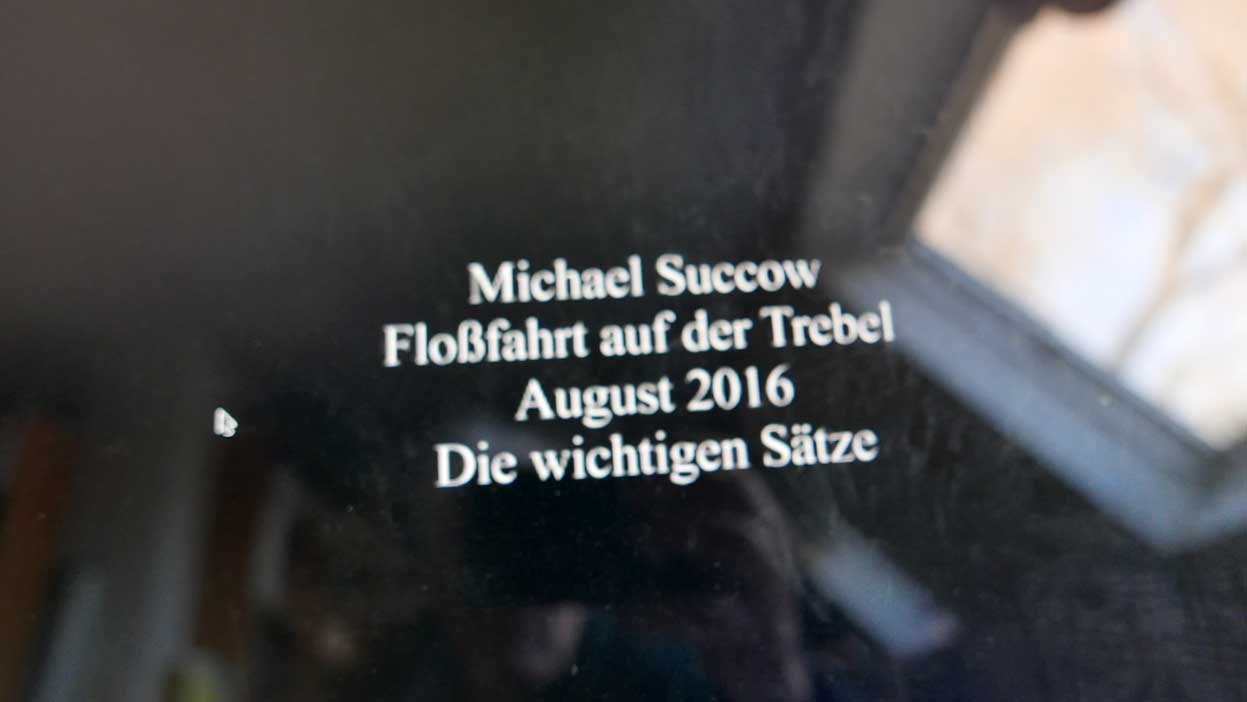 Michael Succow
Floßfahrt auf der Trebel
August 2016
Die wichtigen Sätze